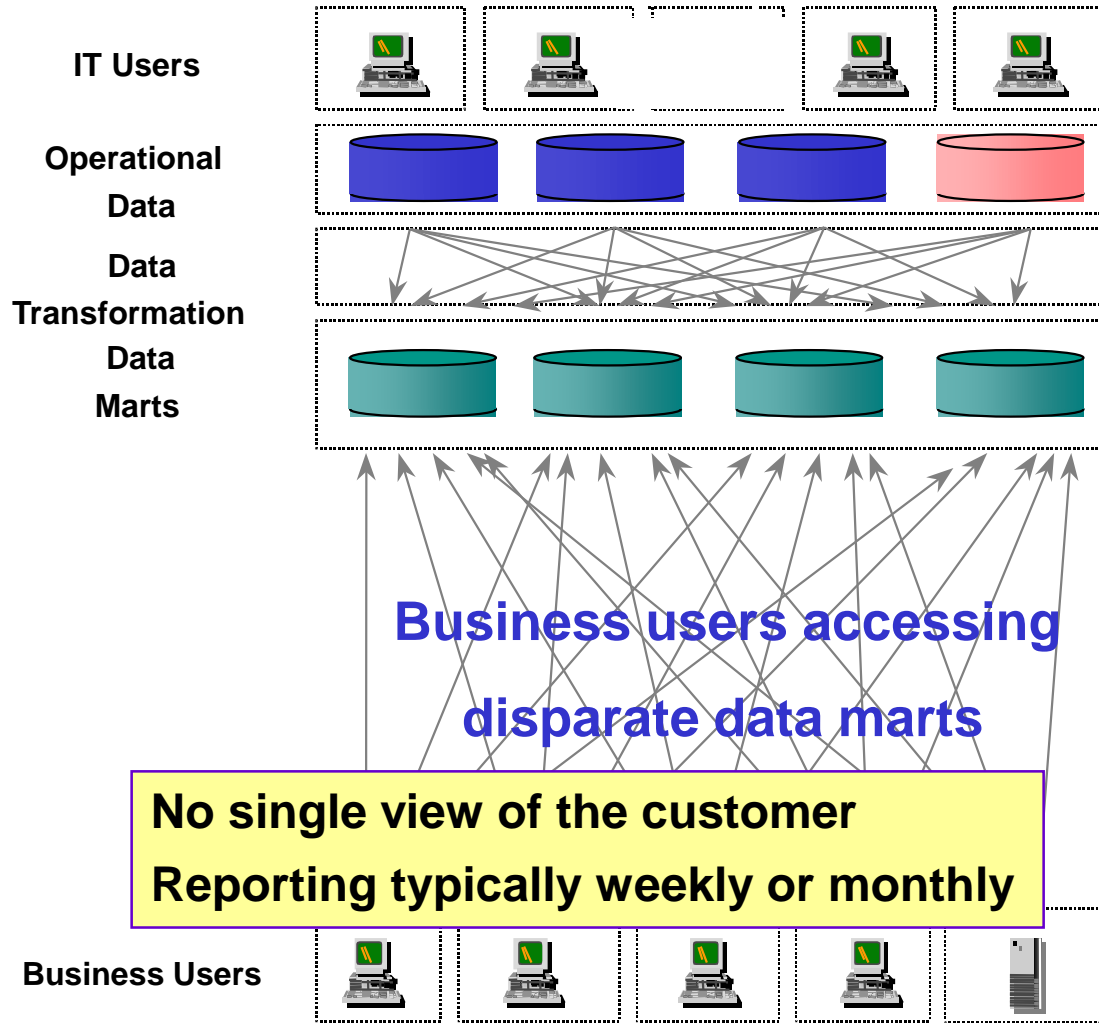 IT Users
Operational
Data
Data
Transformation
Data
Marts
Business users accessing
disparate data marts
No single view of the customer
Reporting typically weekly or monthly
Business Users